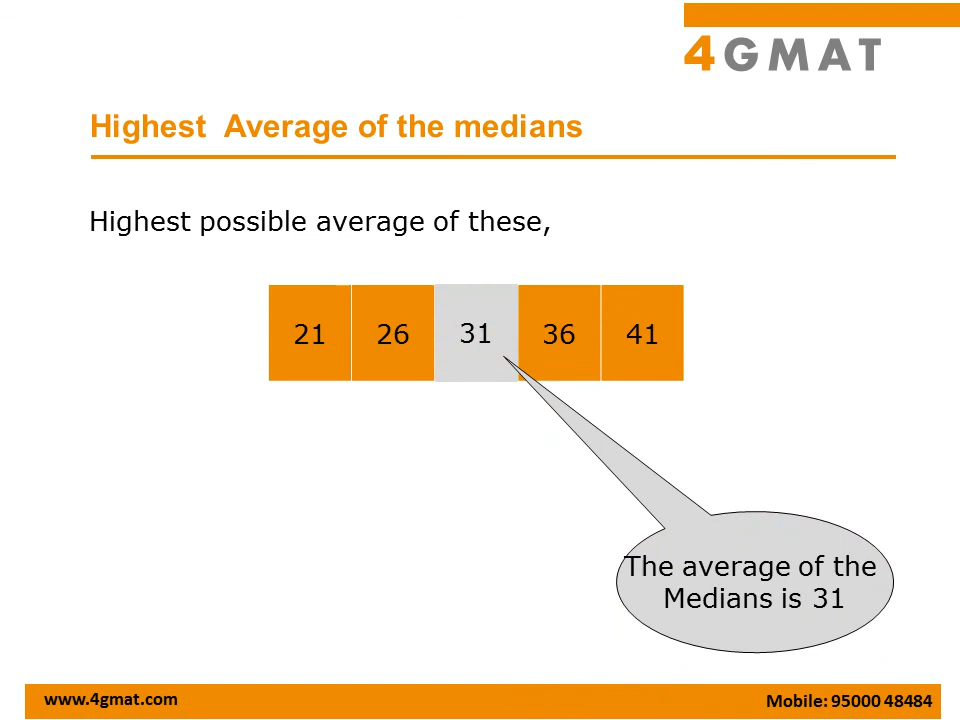 4GMAT
Highest Average of the medians
Highest possible average of these,
21 26 31 36 41
The average of the
Medians is 31
www.4gmat.com
Mobile: 95000 48484